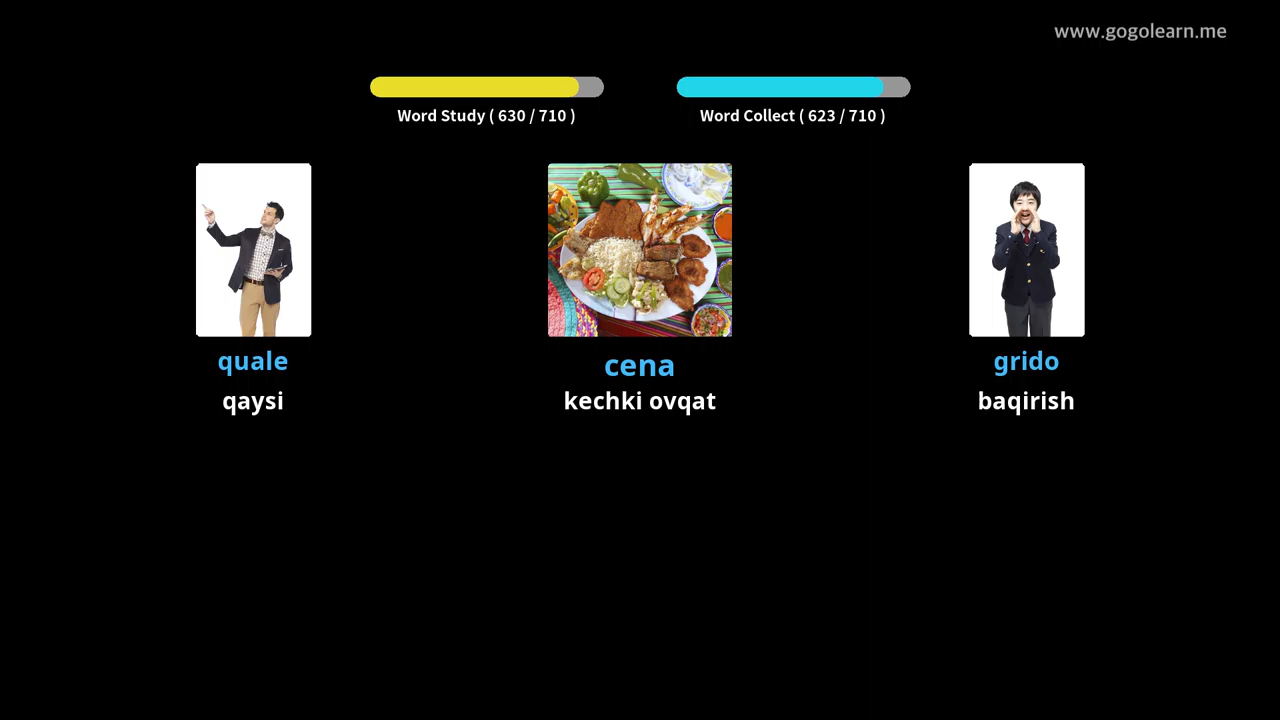 www.gogolearn.me
Word Study ( 630 / 710 )
Word Collect ( 623 / 710 )
quale
cena
grido
qaysi
kechki ovqat
baqirish